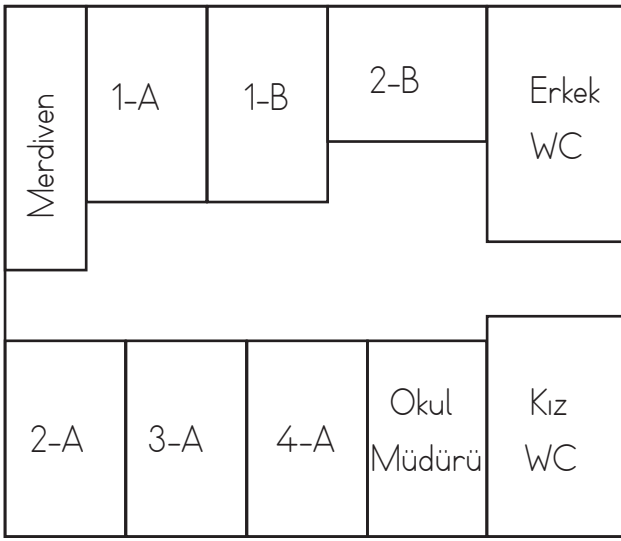 Merdiven
1-A
1-B
2-B
Erkek
WC
2-A
3-A
4-A
Okul
Müdürü
Kız
WC